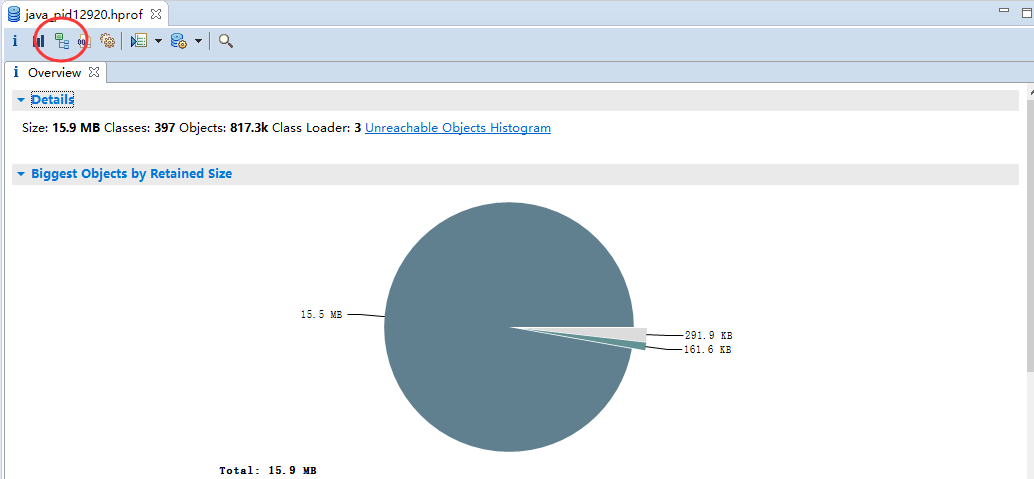 java_pid12920.hprof
i
i Overview
Details
Size: 15.9 MB Classes: 397 Objects: 817.3k Class Loader: 3 Unreachable Objects Histogram
Biggest Objects by Retained Size
15.5 MB
291.9 KB
161.6 KB
Total: 15.9 MB